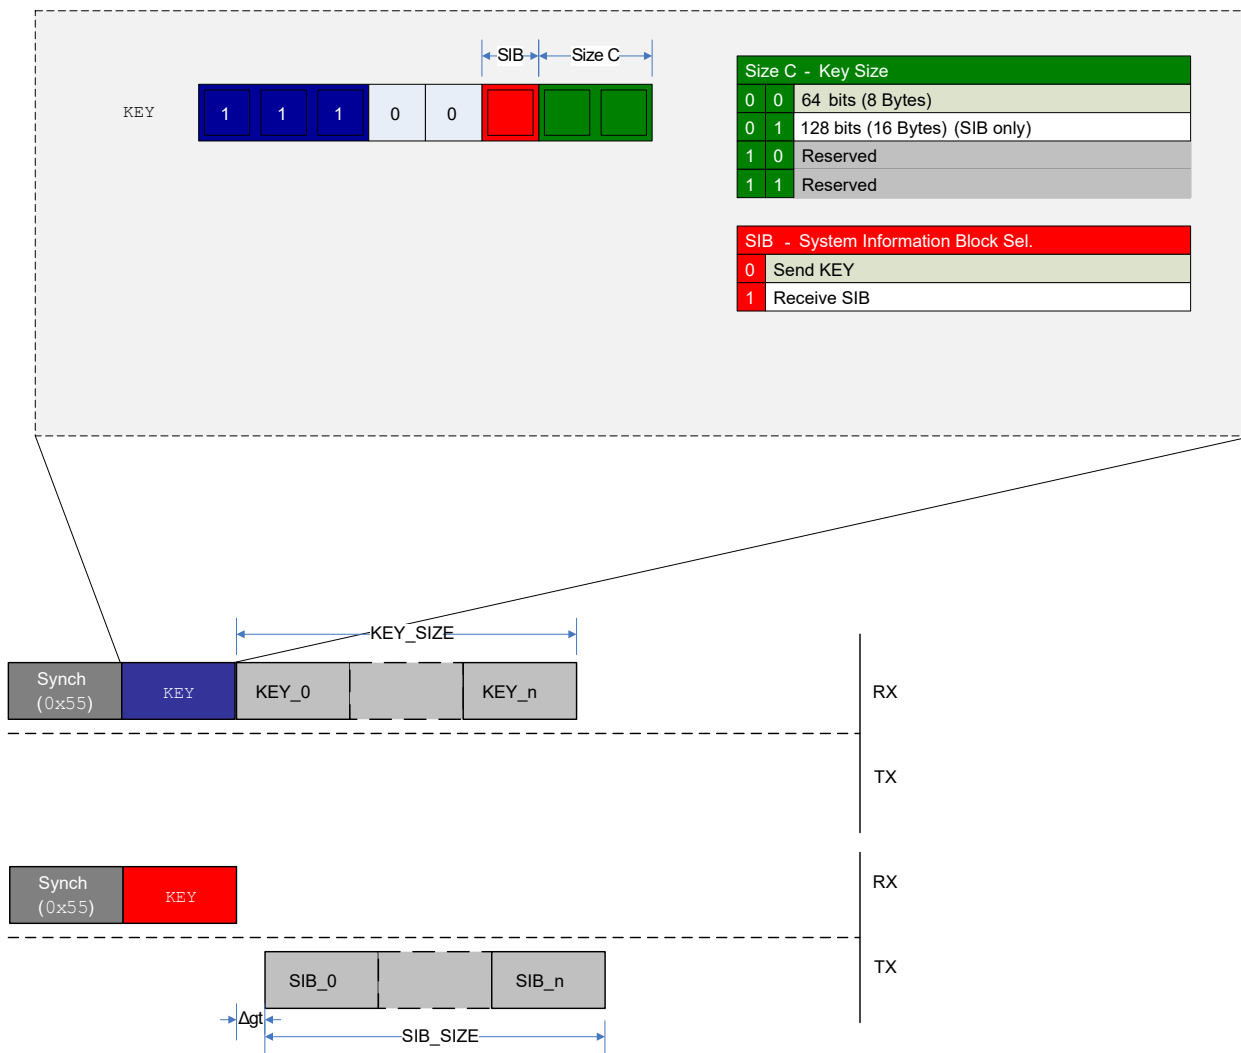 SIB Size C
KEY 1 1 1 0 0
Size C - Key Size
0 0 64 bits (8 Bytes)
0 1 128 bits (16 Bytes) (SIB only)
1 0 Reserved
1 1 Reserved
SIB - System Information Block Sel.
0 Send KEY
1 Receive SIB
KEY_SIZE
Synch
(0x55)
KEY
KEY_0
KEY_n
RX
TX
Synch
(0x55)
KEY
RX
SIB_0
SIB_n
TX
Δgt
SIB_SIZE